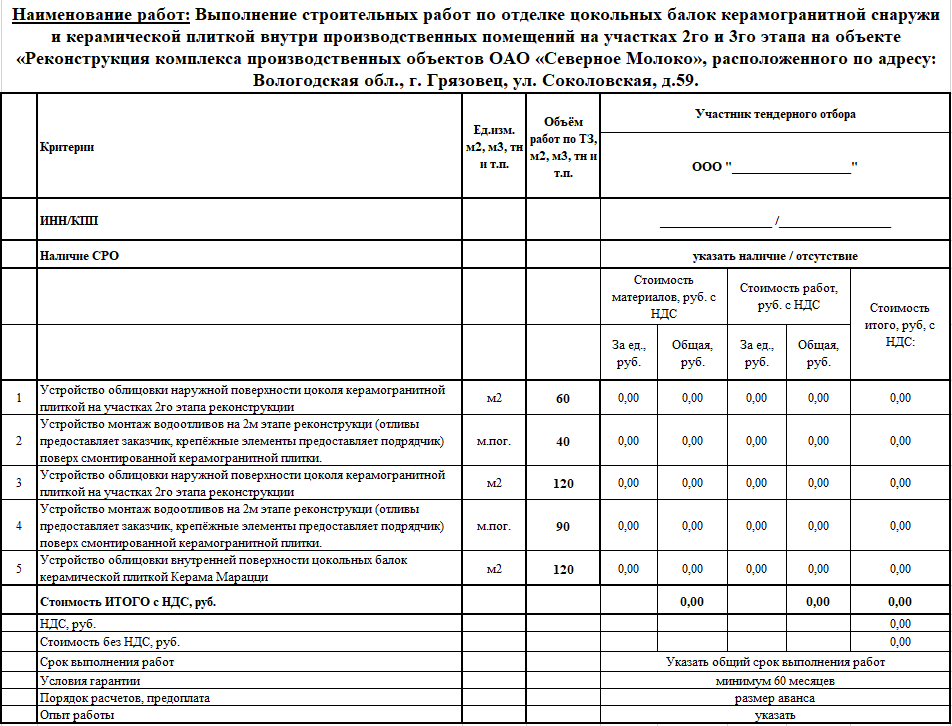 Наименование работ: Выполнение строительных работ по отделке цокольных балок керамогранитной снаружи
и керамической плиткой внутри производственных помещений на участках 2го и 3го этапа на объекте
«Реконструкция комплекса производственных объектов ОАО «Северное Молоко», расположенного по адресу:
Вологодская обл., г. Грязовец, ул. Соколовская, д.59.
Критерии
Ед.изм.
м2, м3, тн
и т.п.
Объём
работ по ТЗ,
м2, м3, тн и
т.п.
Участник тендерного отбора
ООО "___________________"
ИНН/КПП
__________________ /__________________
Наличие СРО
указать наличие / отсутствие
Стоимость
материалов, руб. с
НДС
Стоимость работ,
руб. с НДС
Стоимость
итого, руб, с
НДС:
За ед.,
руб.
Общая,
руб.
За ед.,
руб.
Общая,
руб.
1 Устройство облицовки наружной поверхности цоколя керамогранитной
плиткой на участках 2го этапа реконструкции
м2 60 0,00 0,00 0,00 0,00 0,00
2 Устройство монтаж водоотливов на 2м этапе реконструкци (отливы
предоставляет заказчик, крепёжные элементы предоставляет подрядчик)
поверх смонтированной керамогранитной плитки.
м.пог. 40 0,00 0,00 0,00 0,00 0,00
3 Устройство облицовки наружной поверхности цоколя керамогранитной
плиткой на участках 2го этапа реконструкции
м2 120 0,00 0,00 0,00 0,00 0,00
4 Устройство монтаж водоотливов на 2м этапе реконструкци (отливы
предоставляет заказчик, крепёжные элементы предоставляет подрядчик)
поверх смонтированной керамогранитной плитки.
м.пог. 90 0,00 0,00 0,00 0,00 0,00
5 Устройство облицовки внутренней поверхности цокольных балок
керамической плиткой Керама Марацци
м2 120 0,00 0,00 0,00 0,00 0,00
Стоимость ИТОГО с НДС, руб. 0,00 0,00 0,00
НДС, руб. 0,00
Стоимость без НДС, руб. 0,00
Срок выполнения работ Указать общий срок выполнения работ
Условия гарантии минимум 60 месяцев
Порядок расчетов, предоплата размер аванса
Опыт работы указать